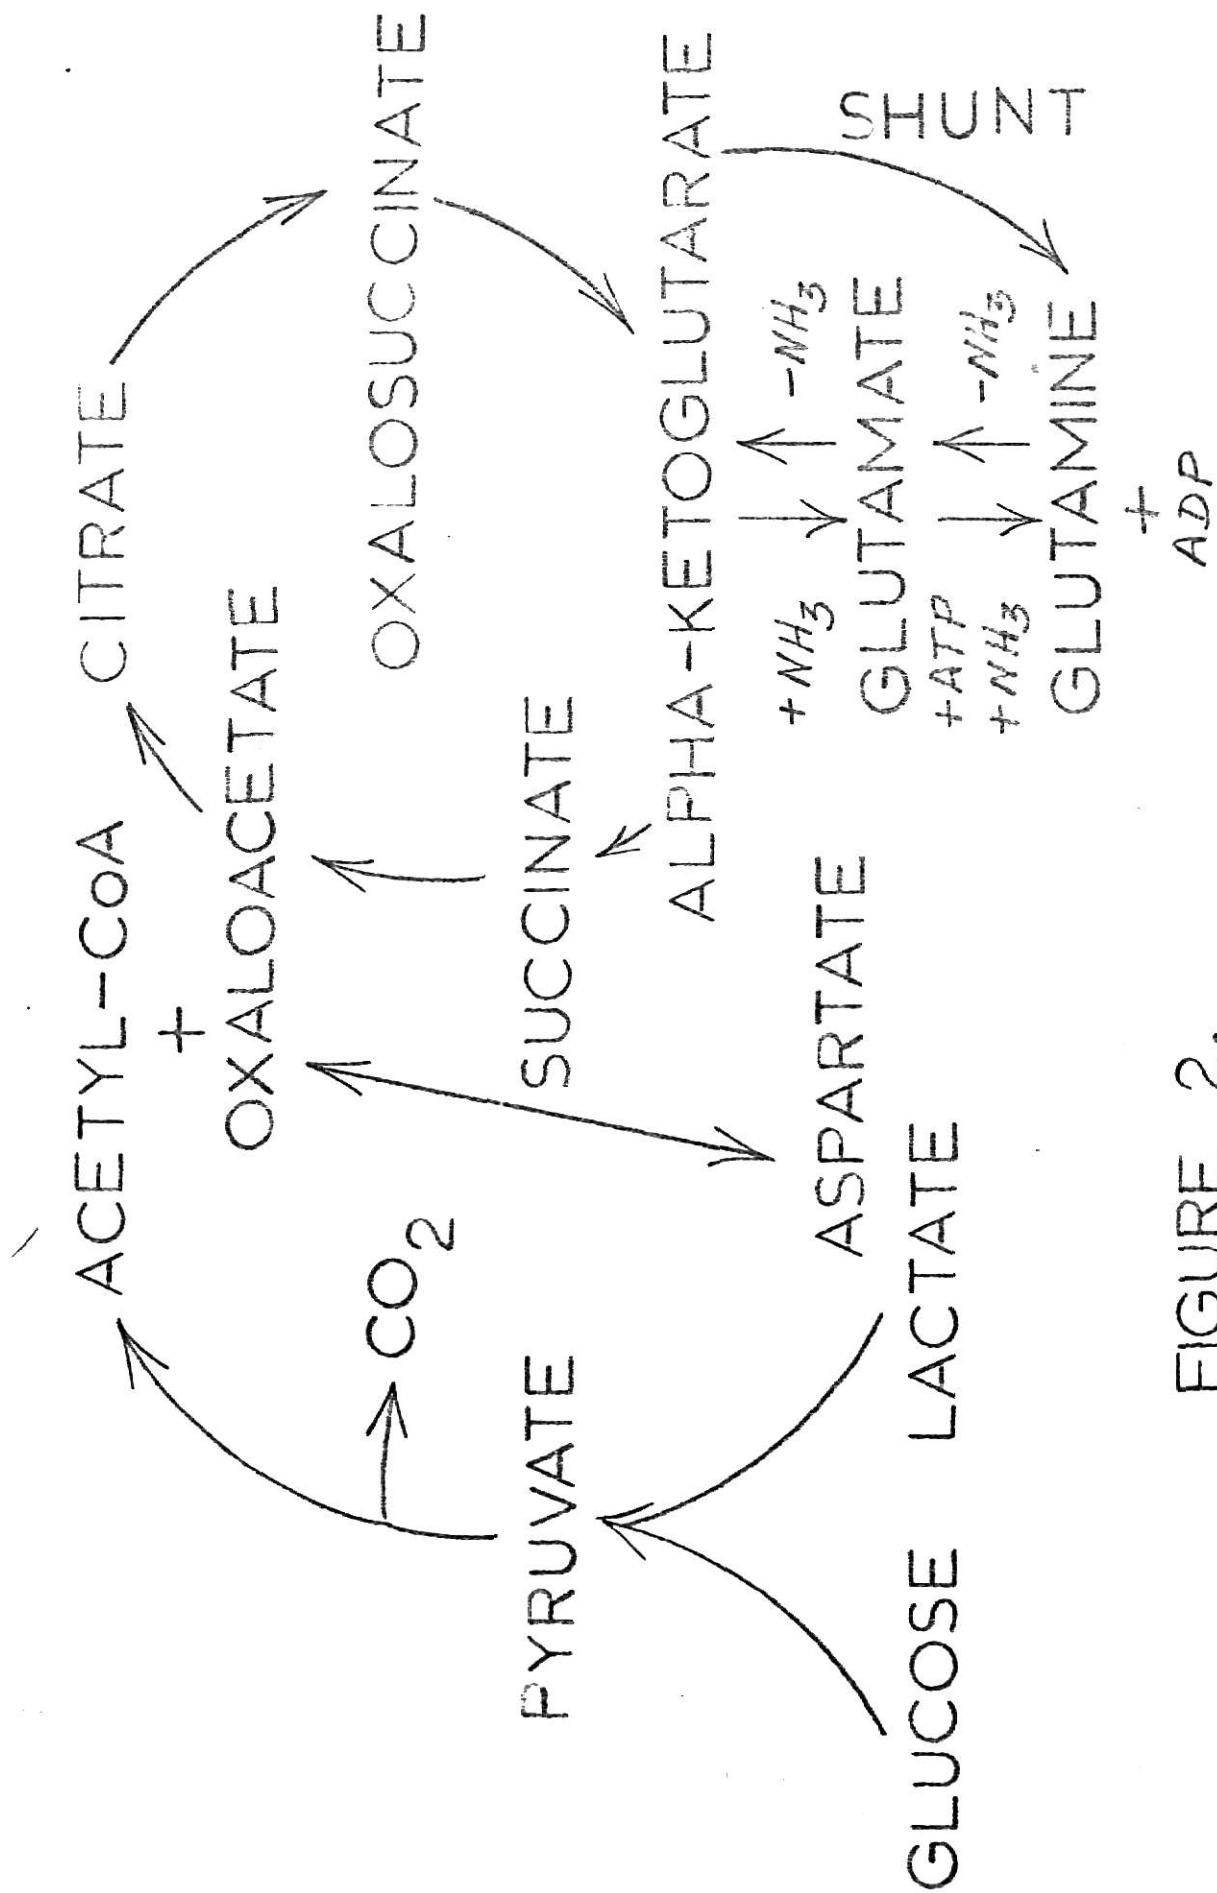 ACETYL-CoA
+
OXALOACETATE
CITRATE
CO2
OXALOSUCCINATE
PYRUVATE
SUCCINATE
ALPHA-KETOGLUTARATE
+NH3
-NH3
SHUNT
ASPARTATE
GLUTAMATE
GLUCOSE
LACTATE
+ATP
+NH3
-NH3
GLUTAMINE
+
ADP
FIGURE 2.